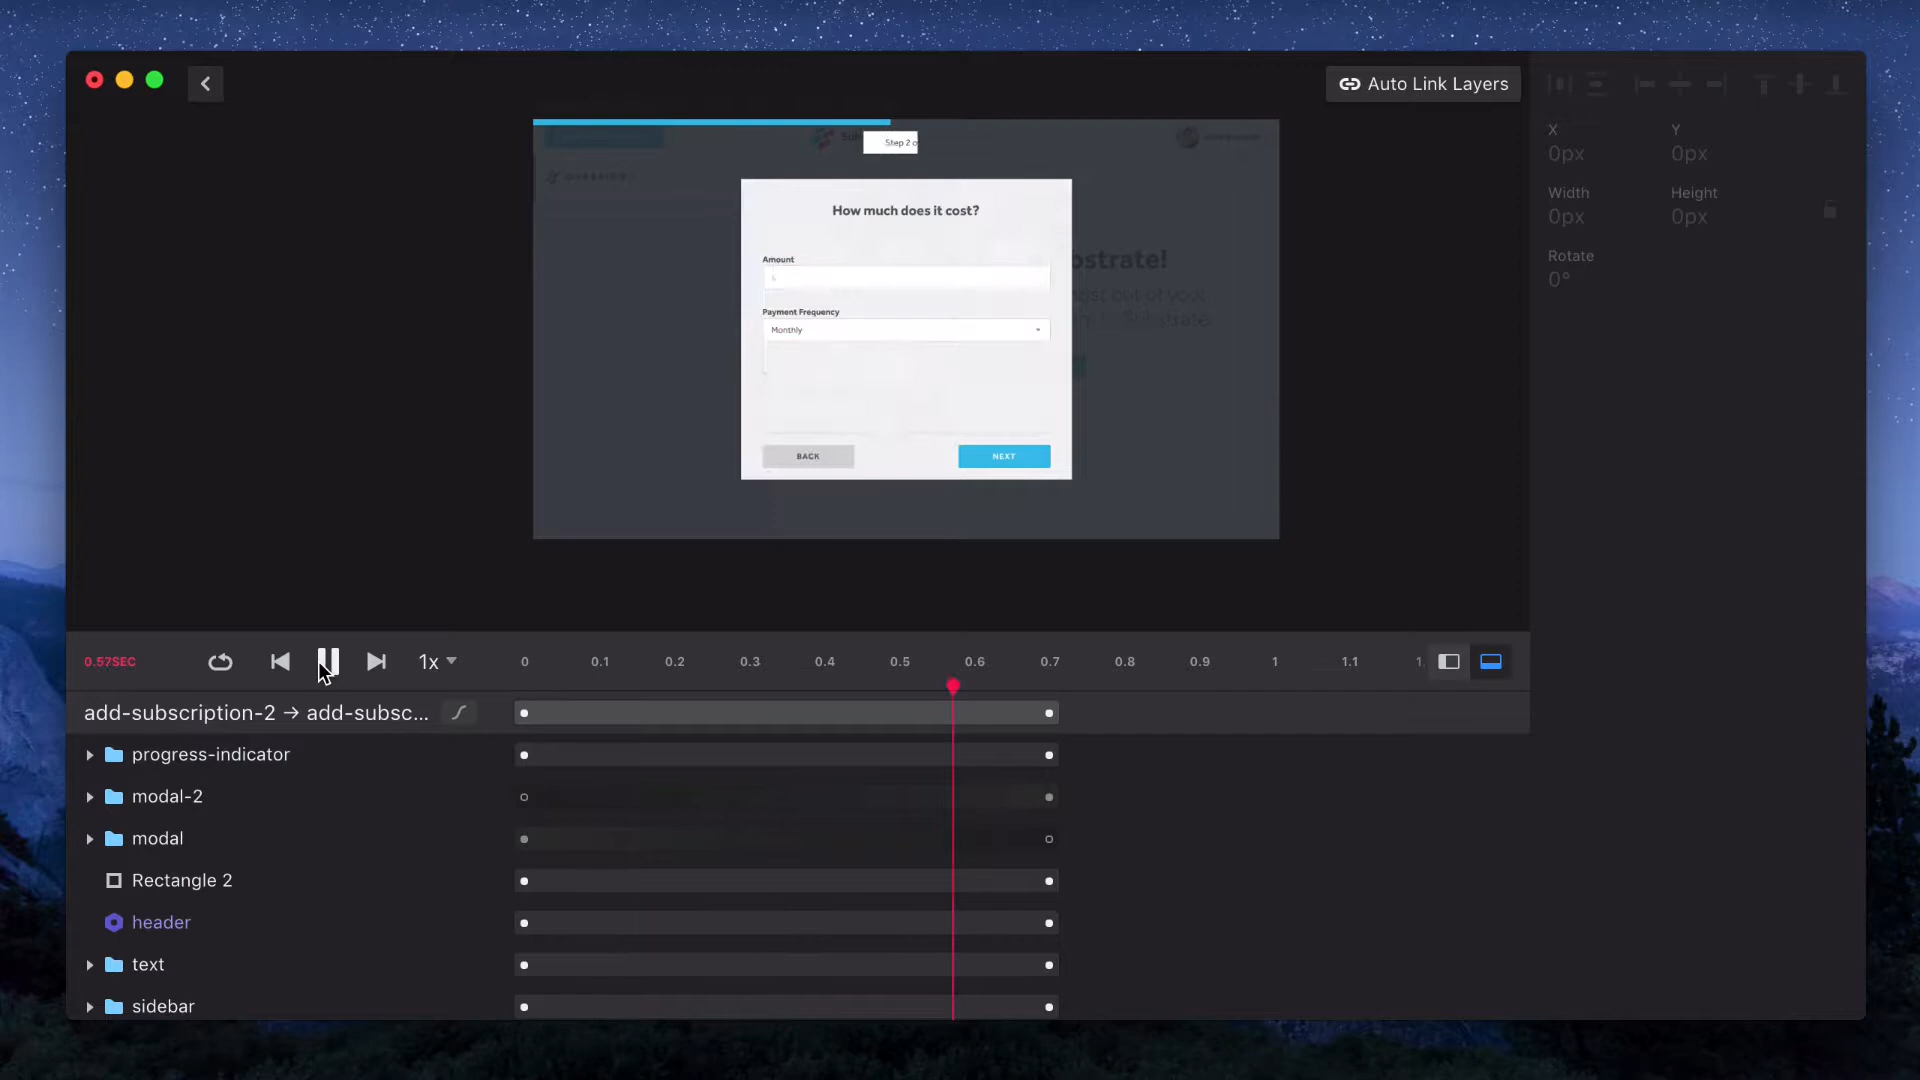 Auto Link Layers
Step 2 o
X
Y
0px
0px
Width
Height
0px
0px
Rotate
0°
How much does it cost?
Amount
Payment Frequency
Monthly
BACK
NEXT
ostrate!
0.57SEC
1x
0 0.1 0.2 0.3 0.4 0.5 0.6 0.7 0.8 0.9 1 1.1 1.
add-subscription-2 → add-subsc...
progress-indicator
modal-2
modal
Rectangle 2
header
text
sidebar